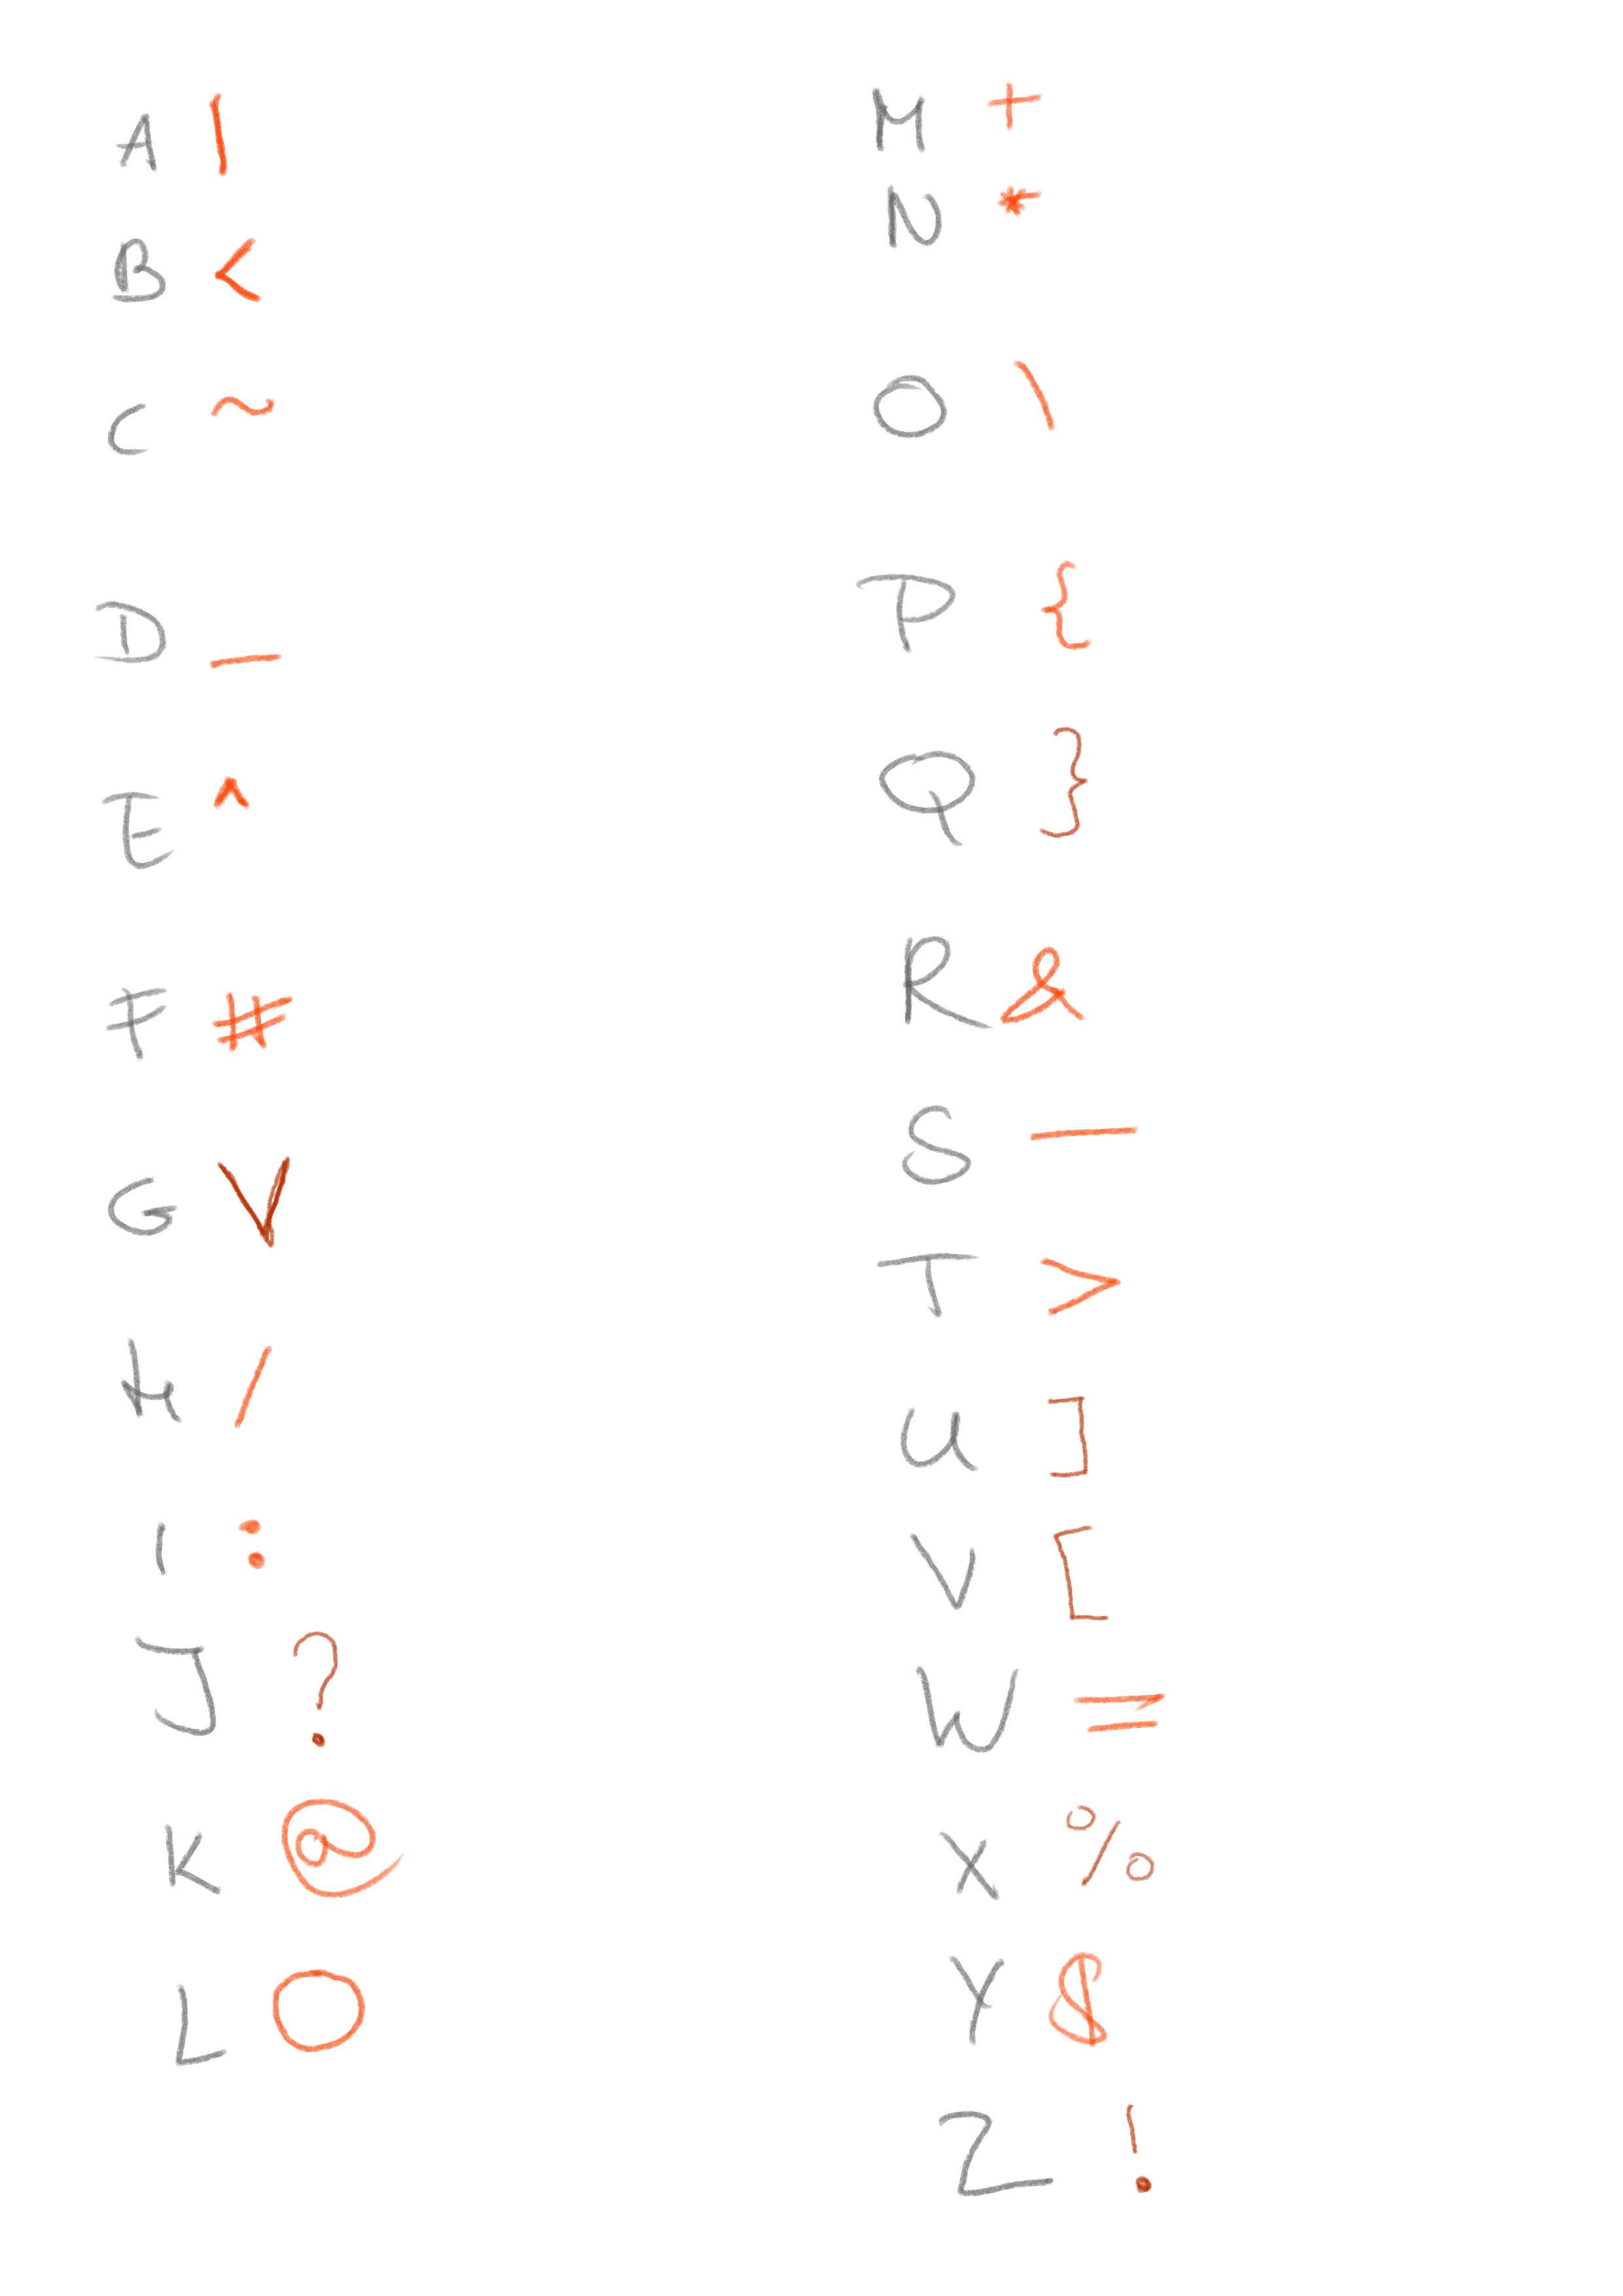 A |
B <
C ~
D _
E ^
F #
G V
H /
I :
J ?
K @
L O
M +
N *
O \
P {
Q }
R &
S —
T >
U ]
V [
W =
X %
Y $
Z !